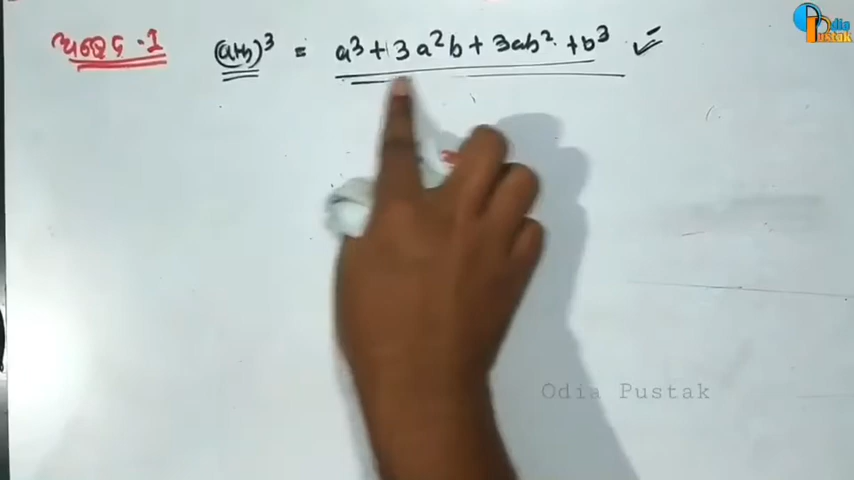 ଅଭେଦ - 1 (a+b)³ = a³ + 3a²b + 3ab² + b³ ✓
Odia Pustak
Odia Pustak